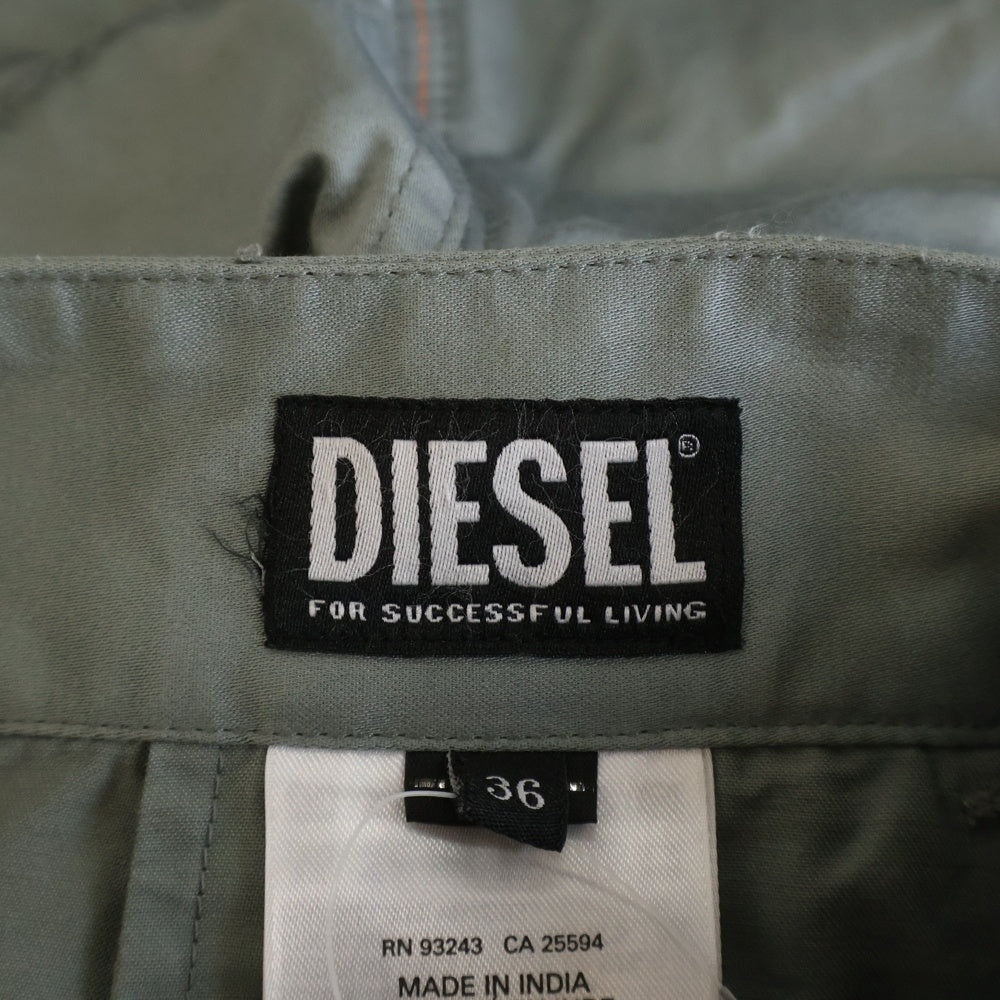 DIESEL®
FOR SUCCESSFUL LIVING
36
RN 93243 CA 25594
MADE IN INDIA